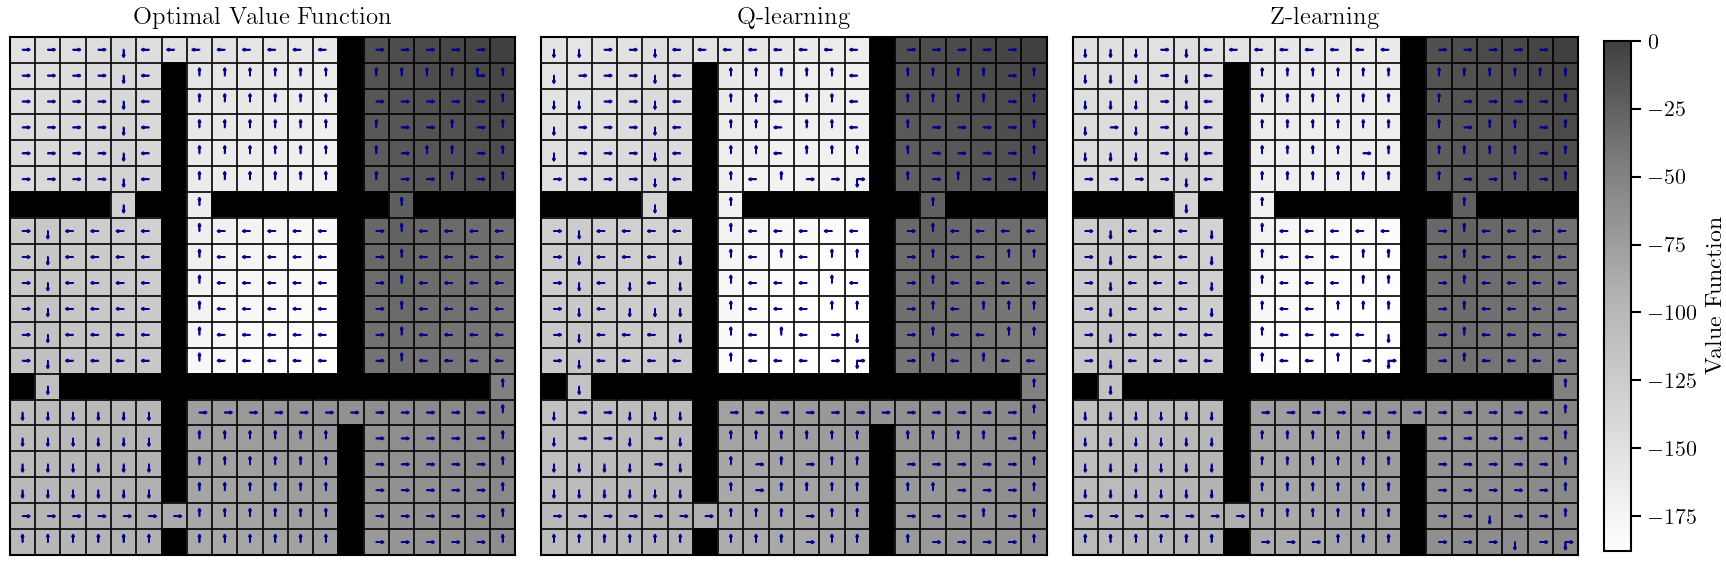 Optimal Value Function
Q-learning
Z-learning
0
−25
−50
−75
−100
−125
−150
−175
Value Function